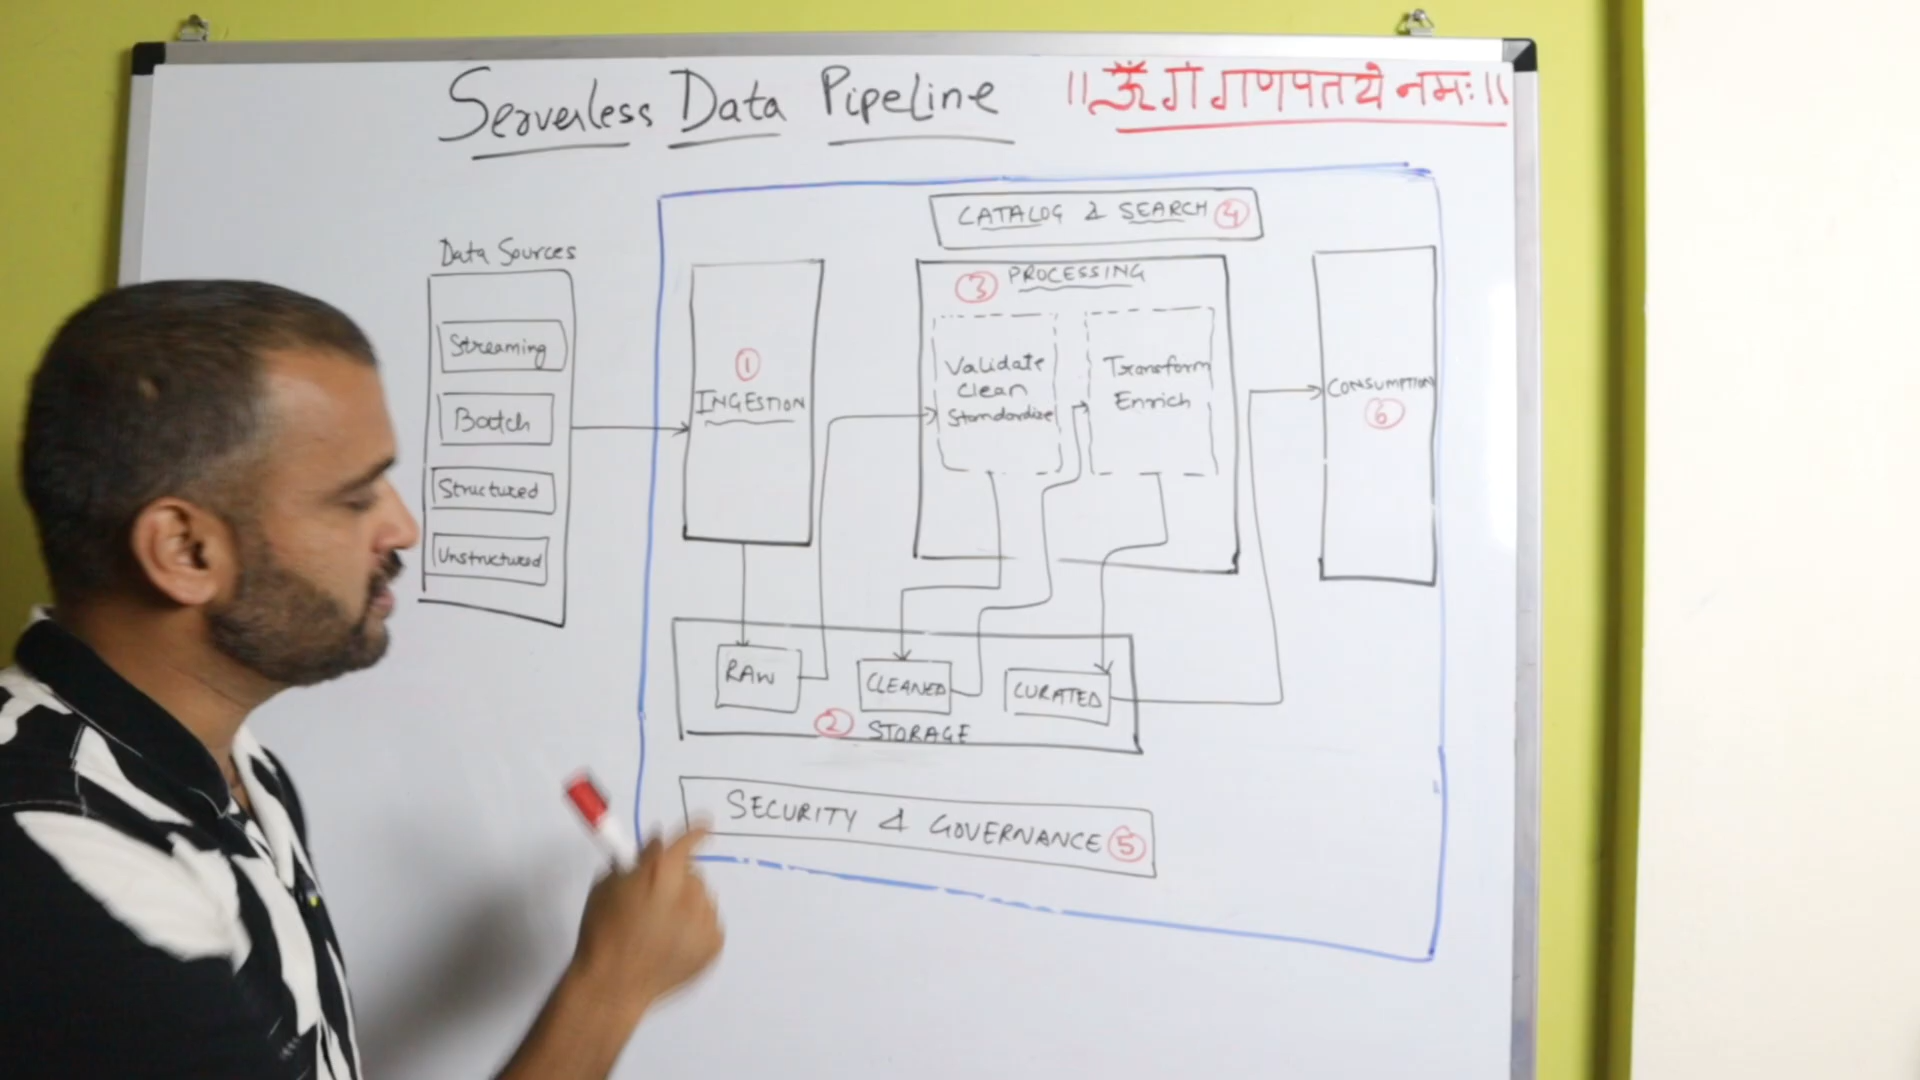 Serverless Data Pipeline
॥ ॐ गं गणपतये नमः ॥
Data Sources
Streaming
Batch
Structured
Unstructured
1
INGESTION
CATALOG & SEARCH 4
3 PROCESSING
Validate
Clean
Standardize
Transform
Enrich
CONSUMPTION
6
RAW
CLEANED
CURATED
2 STORAGE
SECURITY & GOVERNANCE 5